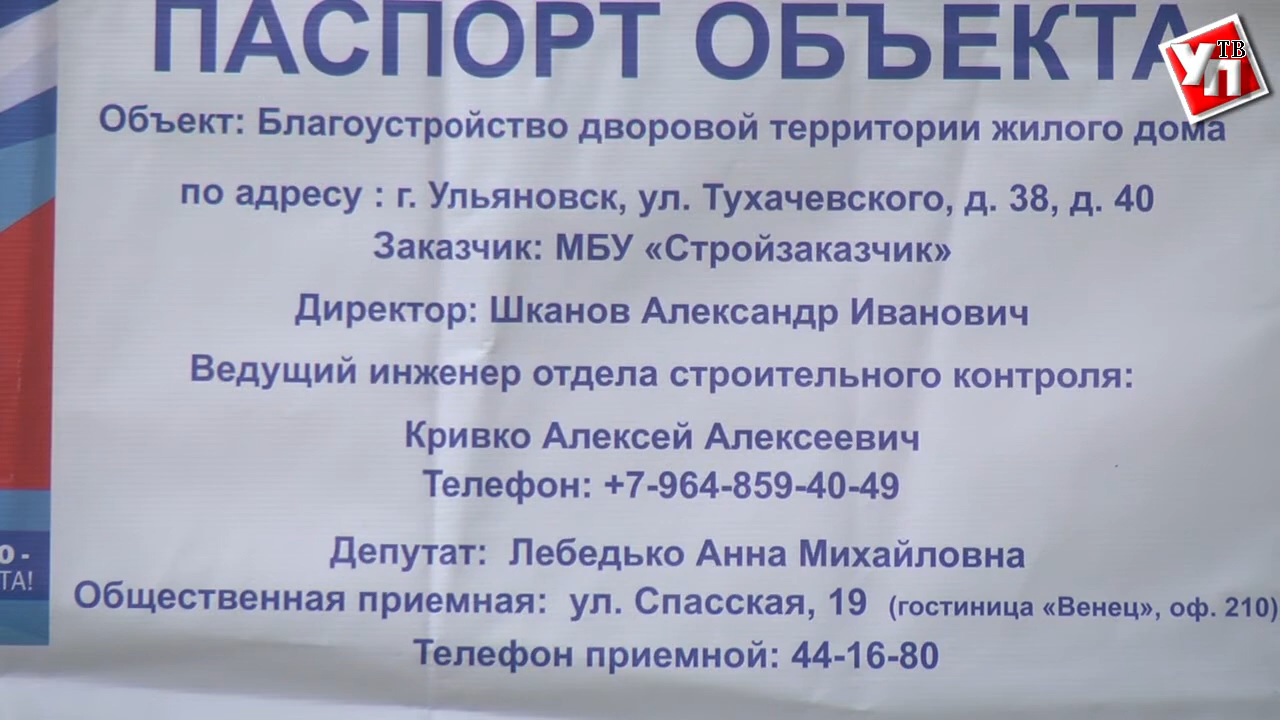 ПАСПОРТ ОБЪЕКТА
УП ТВ
Объект: Благоустройство дворовой территории жилого дома
по адресу : г. Ульяновск, ул. Тухачевского, д. 38, д. 40
Заказчик: МБУ «Стройзаказчик»
Директор: Шканов Александр Иванович
Ведущий инженер отдела строительного контроля:
Кривко Алексей Алексеевич
Телефон: +7-964-859-40-49
Депутат: Лебедько Анна Михайловна
Общественная приемная: ул. Спасская, 19 (гостиница «Венец», оф. 210)
Телефон приемной: 44-16-80